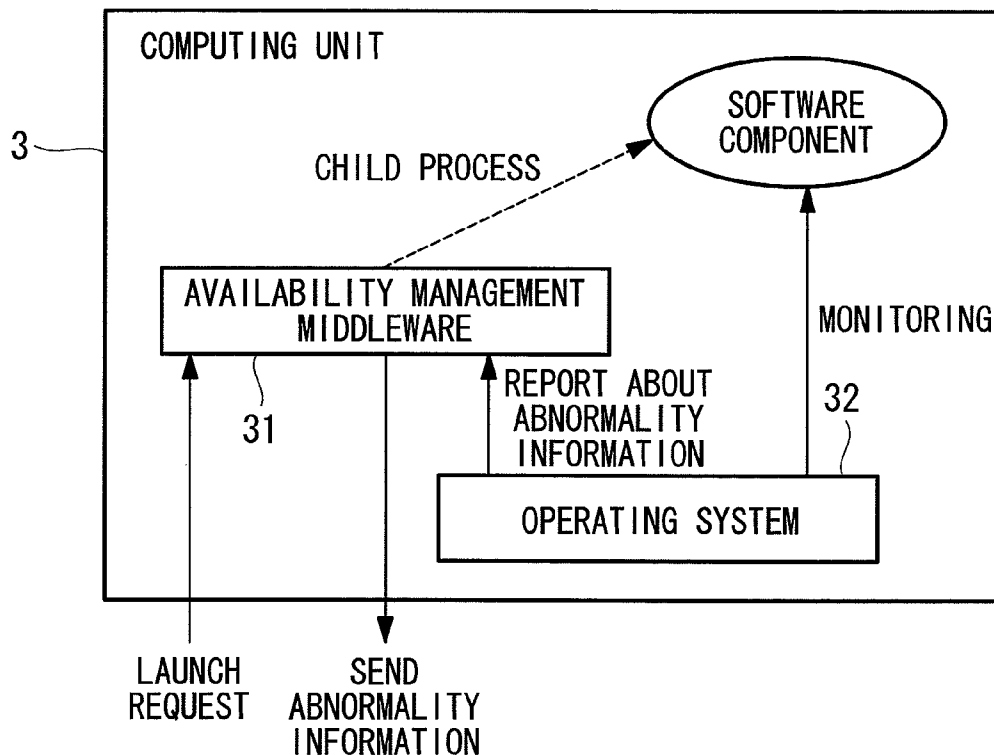 COMPUTING UNIT
SOFTWARE
COMPONENT
3
CHILD PROCESS
AVAILABILITY MANAGEMENT
MIDDLEWARE
MONITORING
31
REPORT ABOUT
ABNORMALITY
INFORMATION
32
OPERATING SYSTEM
LAUNCH
REQUEST
SEND
ABNORMALITY
INFORMATION